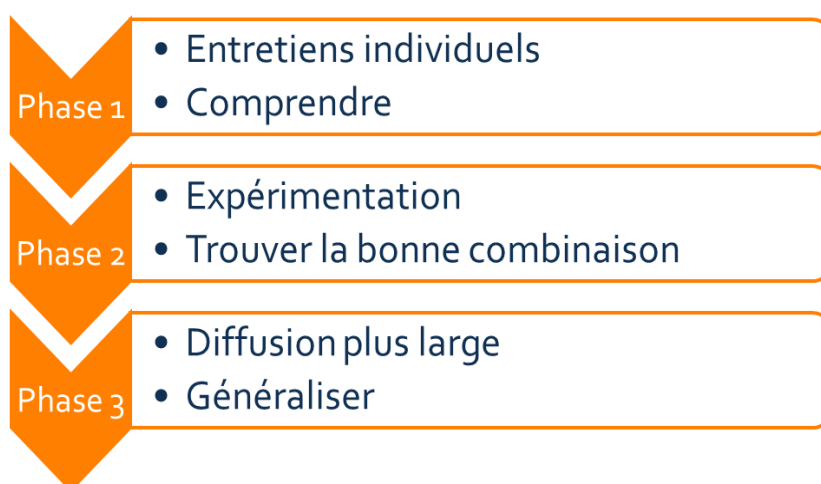 Phase 1
• Entretiens individuels
• Comprendre
Phase 2
• Expérimentation
• Trouver la bonne combinaison
Phase 3
• Diffusion plus large
• Généraliser